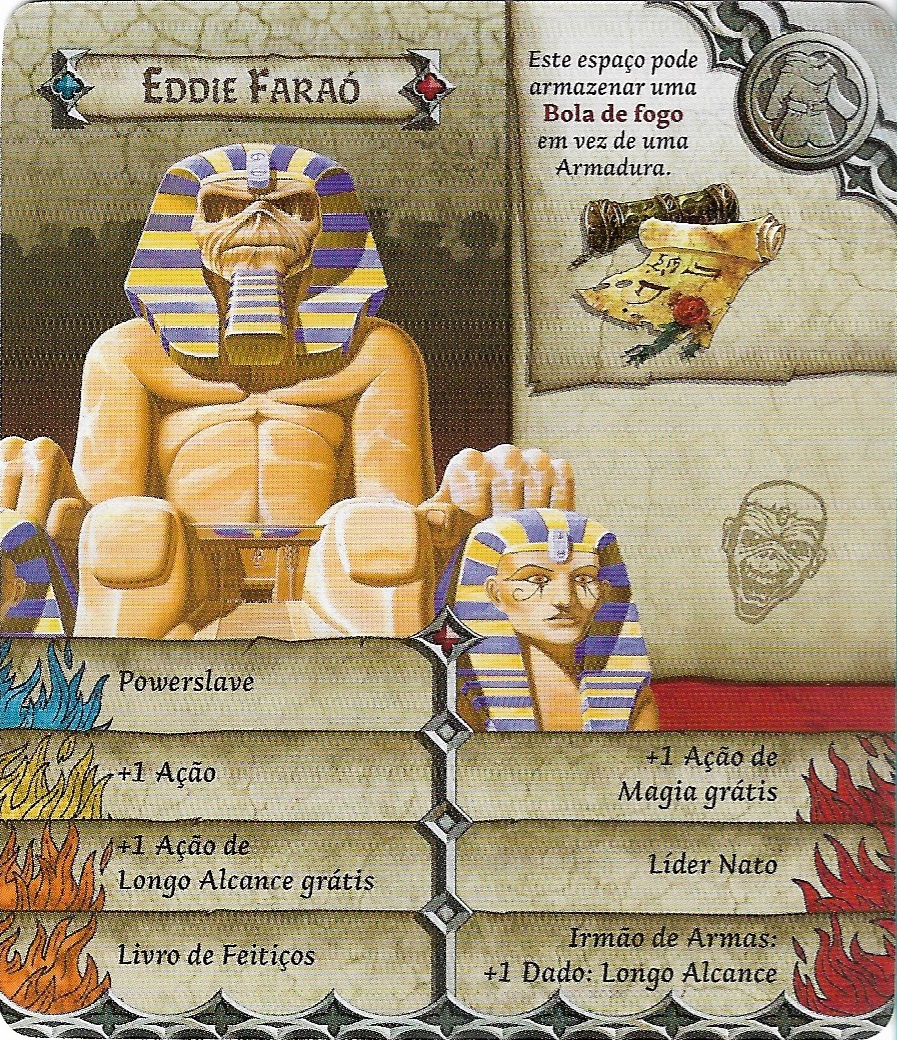 Eddie Faraó
Este espaço pode
armazenar uma
Bola de fogo
em vez de uma
Armadura.
Powerslave
+1 Ação
+1 Ação de
Longo Alcance grátis
Livro de Feitiços
+1 Ação de
Magia grátis
Líder Nato
Irmão de Armas:
+1 Dado: Longo Alcance